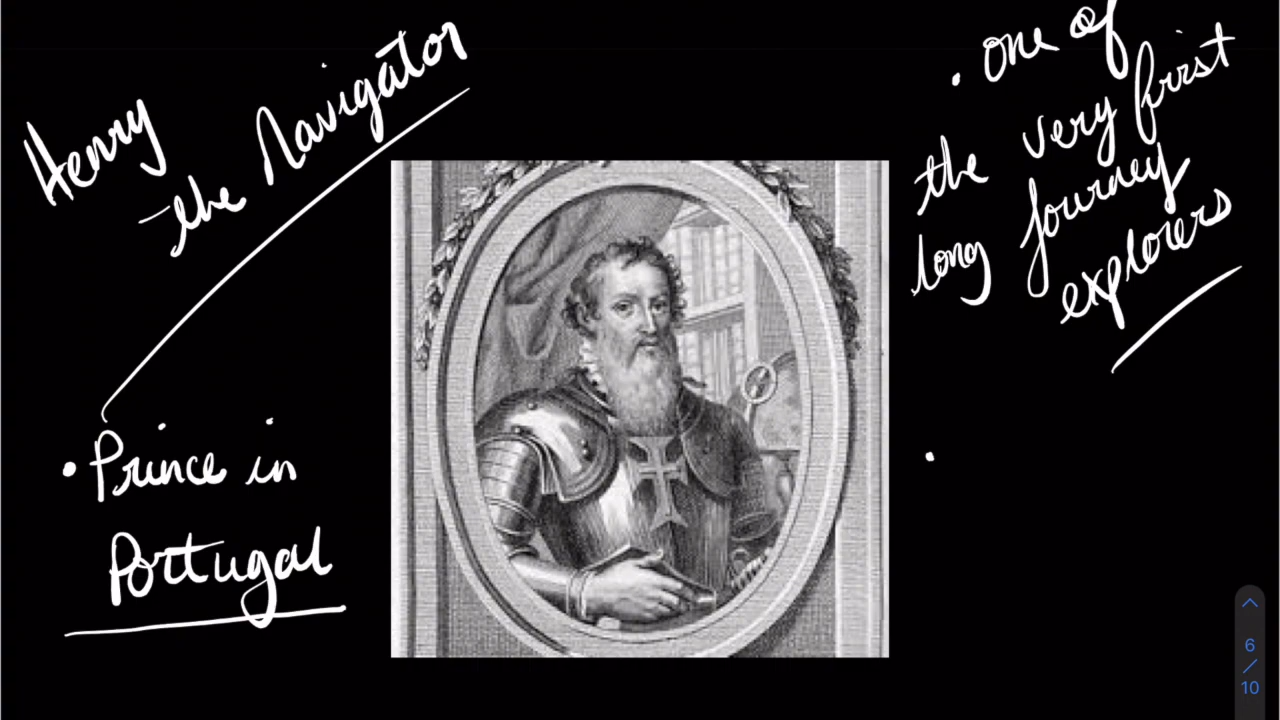 Henry
the Navigator
• Prince in
Portugal
• one of
the very first
long journey
explorers
•
6
/
10